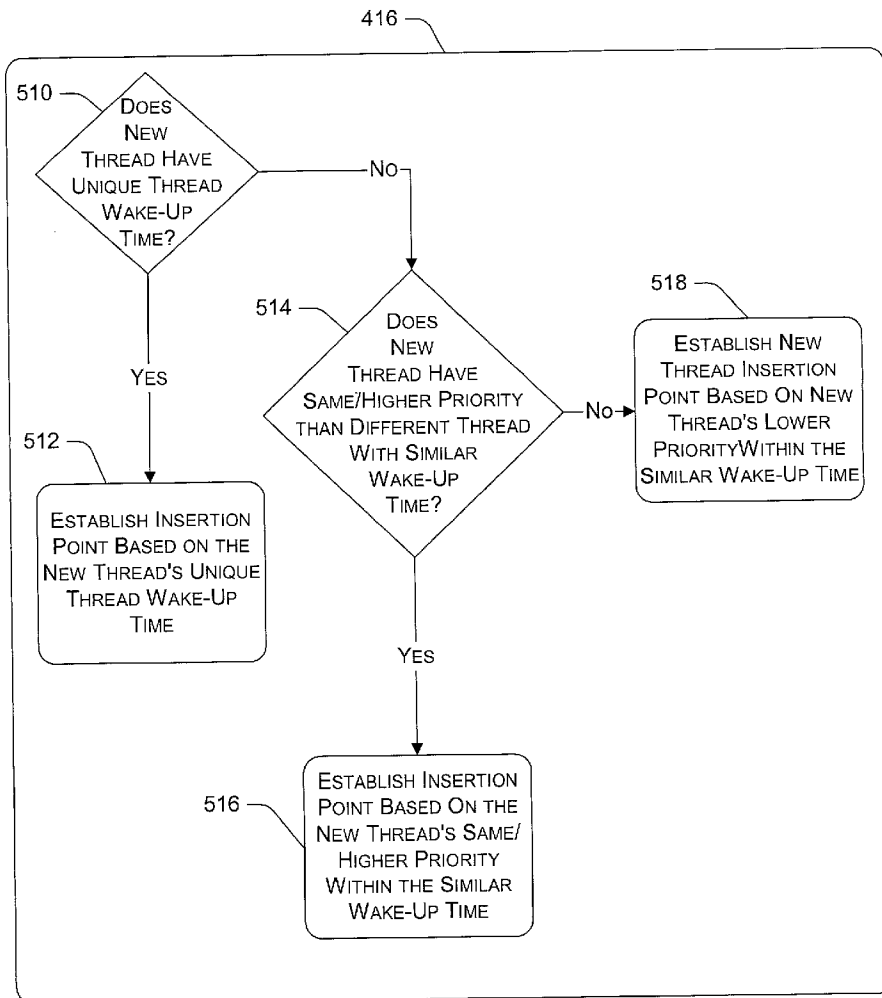 416
510
DOES
NEW
THREAD HAVE
UNIQUE THREAD
WAKE-UP
TIME?
NO
YES
514
DOES
NEW
THREAD HAVE
SAME/HIGHER PRIORITY
THAN DIFFERENT THREAD
WITH SIMILAR
WAKE-UP
TIME?
NO
518
ESTABLISH NEW
THREAD INSERTION
POINT BASED ON NEW
THREAD'S LOWER
PRIORITYWITHIN THE
SIMILAR WAKE-UP TIME
512
ESTABLISH INSERTION
POINT BASED ON THE
NEW THREAD'S UNIQUE
THREAD WAKE-UP
TIME
YES
516
ESTABLISH INSERTION
POINT BASED ON THE
NEW THREAD'S SAME/
HIGHER PRIORITY
WITHIN THE SIMILAR
WAKE-UP TIME